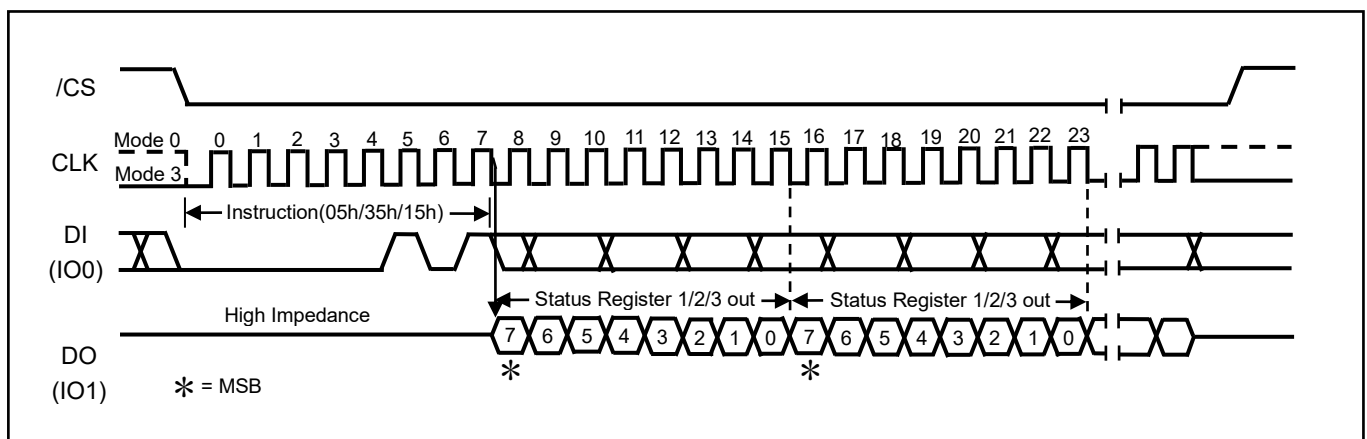 /CS
Mode 0 0 1 2 3 4 5 6 7 8 9 10 11 12 13 14 15 16 17 18 19 20 21 22 23
CLK
Mode 3
Instruction(05h/35h/15h)
DI
(IO0)
Status Register 1/2/3 out Status Register 1/2/3 out
High Impedance
7 6 5 4 3 2 1 0 7 6 5 4 3 2 1 0
DO
(IO1)
* *
* = MSB